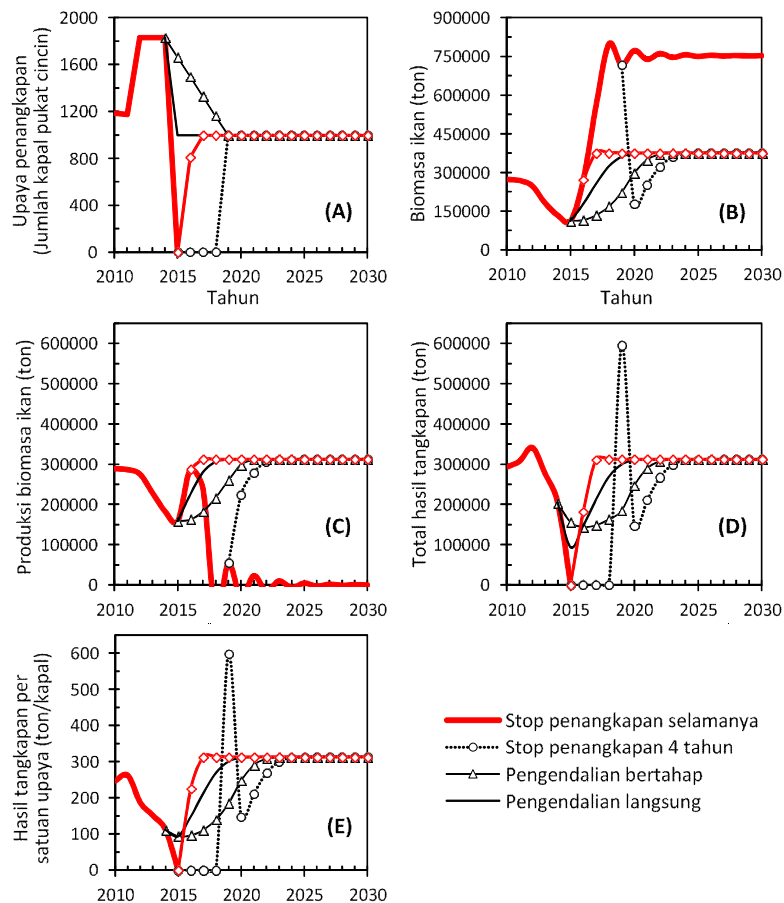 Upaya penangkapan
(Jumlah kapal pukat cincin)
2000
1600
1200
800
400
0
(A)
2010 2015 2020 2025 2030
Tahun
Biomasa ikan (ton)
900000
750000
600000
450000
300000
150000
0
(B)
2010 2015 2020 2025 2030
Tahun
Produksi biomasa ikan (ton)
600000
500000
400000
300000
200000
100000
0
(C)
2010 2015 2020 2025 2030
Total hasil tangkapan (ton)
600000
500000
400000
300000
200000
100000
0
(D)
2010 2015 2020 2025 2030
Hasil tangkapan per
satuan upaya (ton/kapal)
600
500
400
300
200
100
0
(E)
2010 2015 2020 2025 2030
Stop penangkapan selamanya
Stop penangkapan 4 tahun
Pengendalian bertahap
Pengendalian langsung